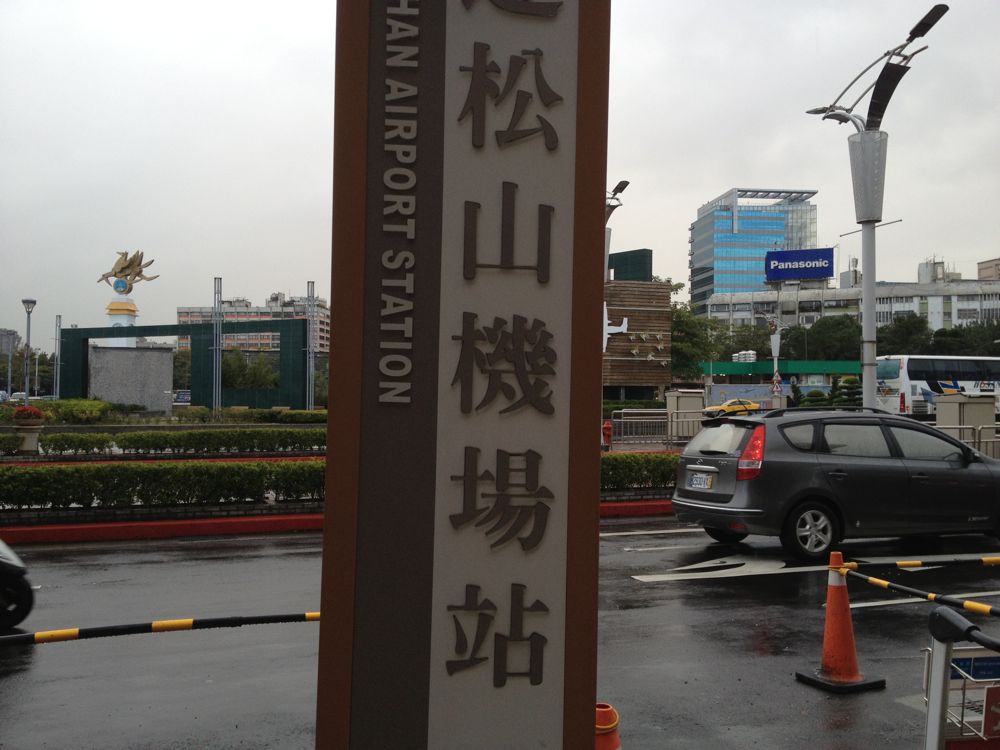 松山機場站
HAN AIRPORT STATION
Panasonic